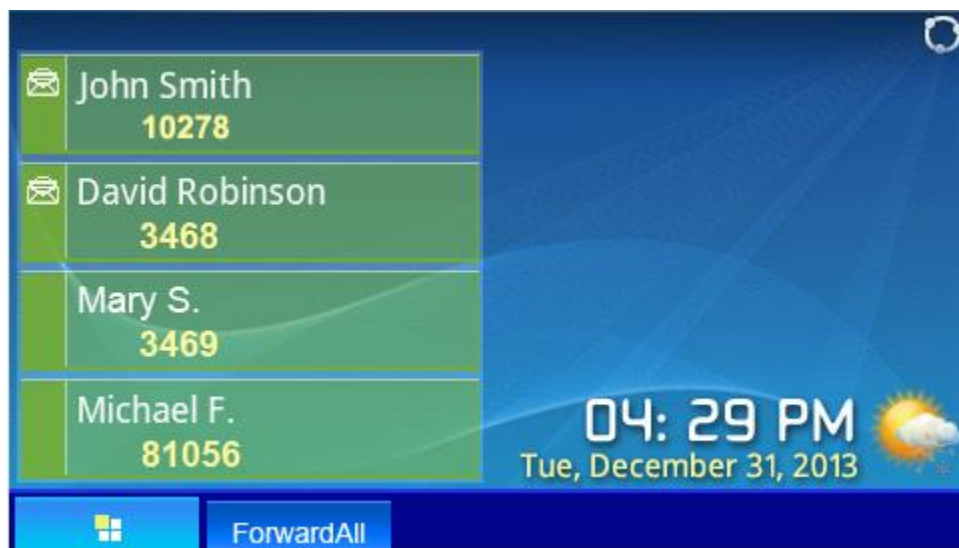 John Smith
10278
David Robinson
3468
Mary S.
3469
Michael F.
81056
04: 29 PM
Tue, December 31, 2013
ForwardAll